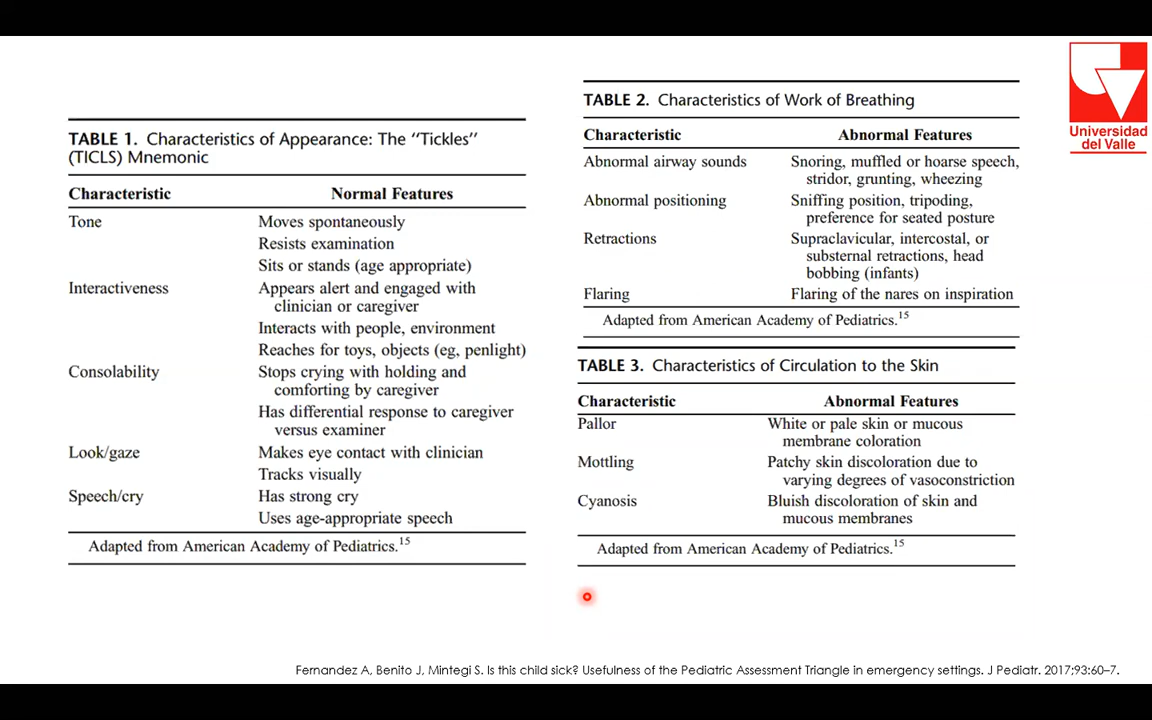 TABLE 1. Characteristics of Appearance: The "Tickles"
(TICLS) Mnemonic
Characteristic Normal Features
Tone Moves spontaneously
Resists examination
Sits or stands (age appropriate)
Interactiveness Appears alert and engaged with
clinician or caregiver
Interacts with people, environment
Reaches for toys, objects (eg, penlight)
Consolability Stops crying with holding and
comforting by caregiver
Has differential response to caregiver
versus examiner
Look/gaze Makes eye contact with clinician
Tracks visually
Speech/cry Has strong cry
Uses age-appropriate speech
Adapted from American Academy of Pediatrics.15
TABLE 2. Characteristics of Work of Breathing
Characteristic Abnormal Features
Abnormal airway sounds Snoring, muffled or hoarse speech,
stridor, grunting, wheezing
Abnormal positioning Sniffing position, tripoding,
preference for seated posture
Retractions Supraclavicular, intercostal, or
substernal retractions, head
bobbing (infants)
Flaring Flaring of the nares on inspiration
Adapted from American Academy of Pediatrics.15
TABLE 3. Characteristics of Circulation to the Skin
Characteristic Abnormal Features
Pallor White or pale skin or mucous
membrane coloration
Mottling Patchy skin discoloration due to
varying degrees of vasoconstriction
Cyanosis Bluish discoloration of skin and
mucous membranes
Adapted from American Academy of Pediatrics.15
Universidad
del Valle
Fernandez A, Benito J, Mintegi S. Is this child sick? Usefulness of the Pediatric Assessment Triangle in emergency settings. J Pediatr. 2017;93:60–7.